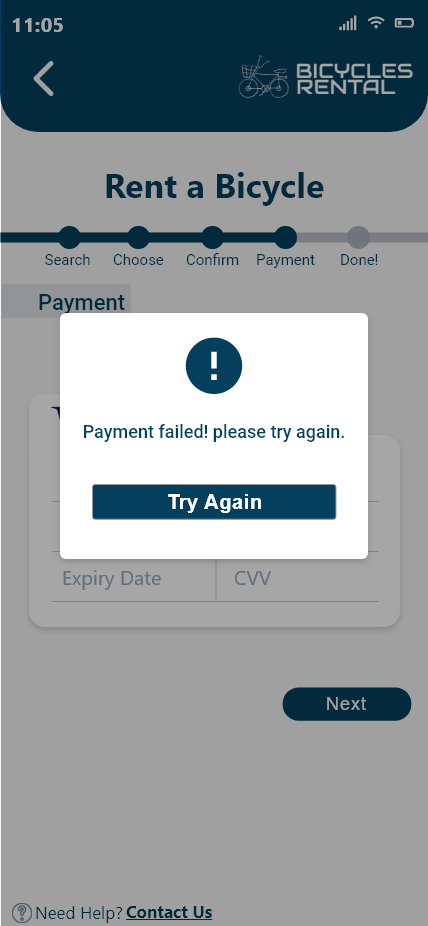 11:05
BICYCLES
RENTAL
Rent a Bicycle
Search Choose Confirm Payment Done!
Payment
!
Payment failed! please try again.
Try Again
Expiry Date CVV
Next
Need Help? Contact Us